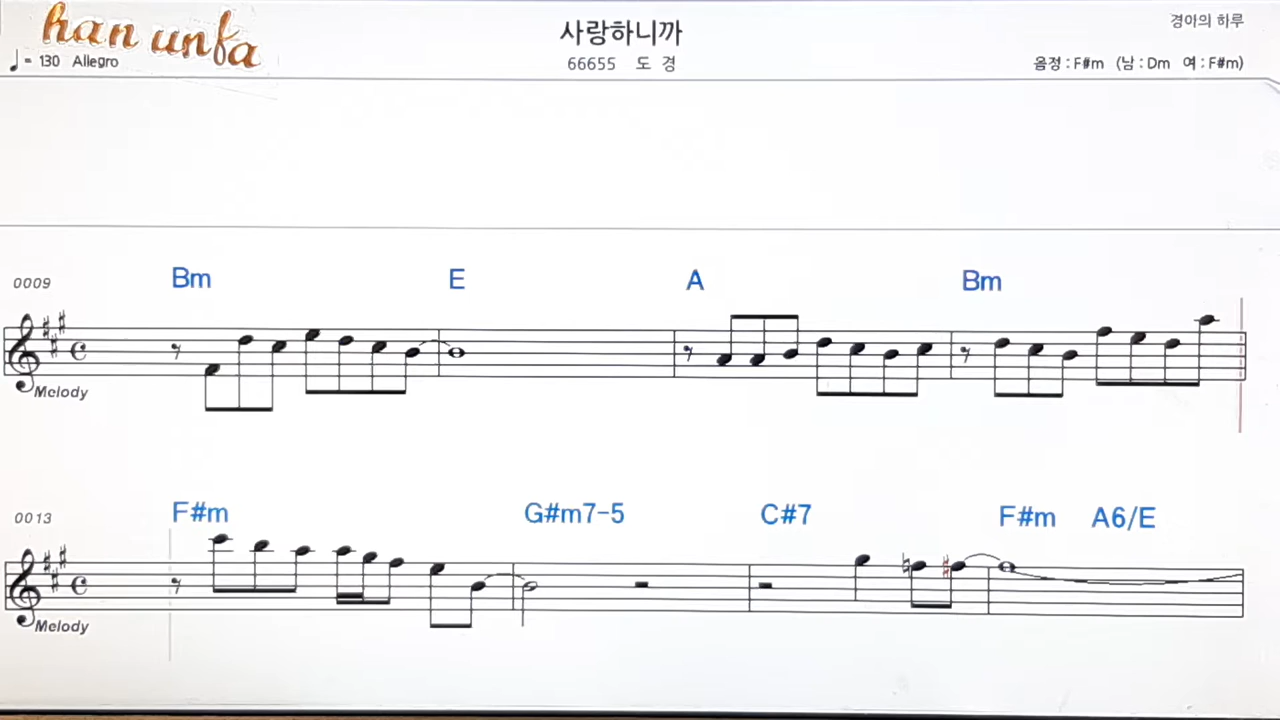 han unfa
사랑하니까
경아의 하루
♩= 130 Allegro
66655 도 경
음정 : F#m (남 : Dm 여 : F#m)
0009 Bm E A Bm
Melody
0013 F#m G#m7-5 C#7 F#m A6/E
Melody